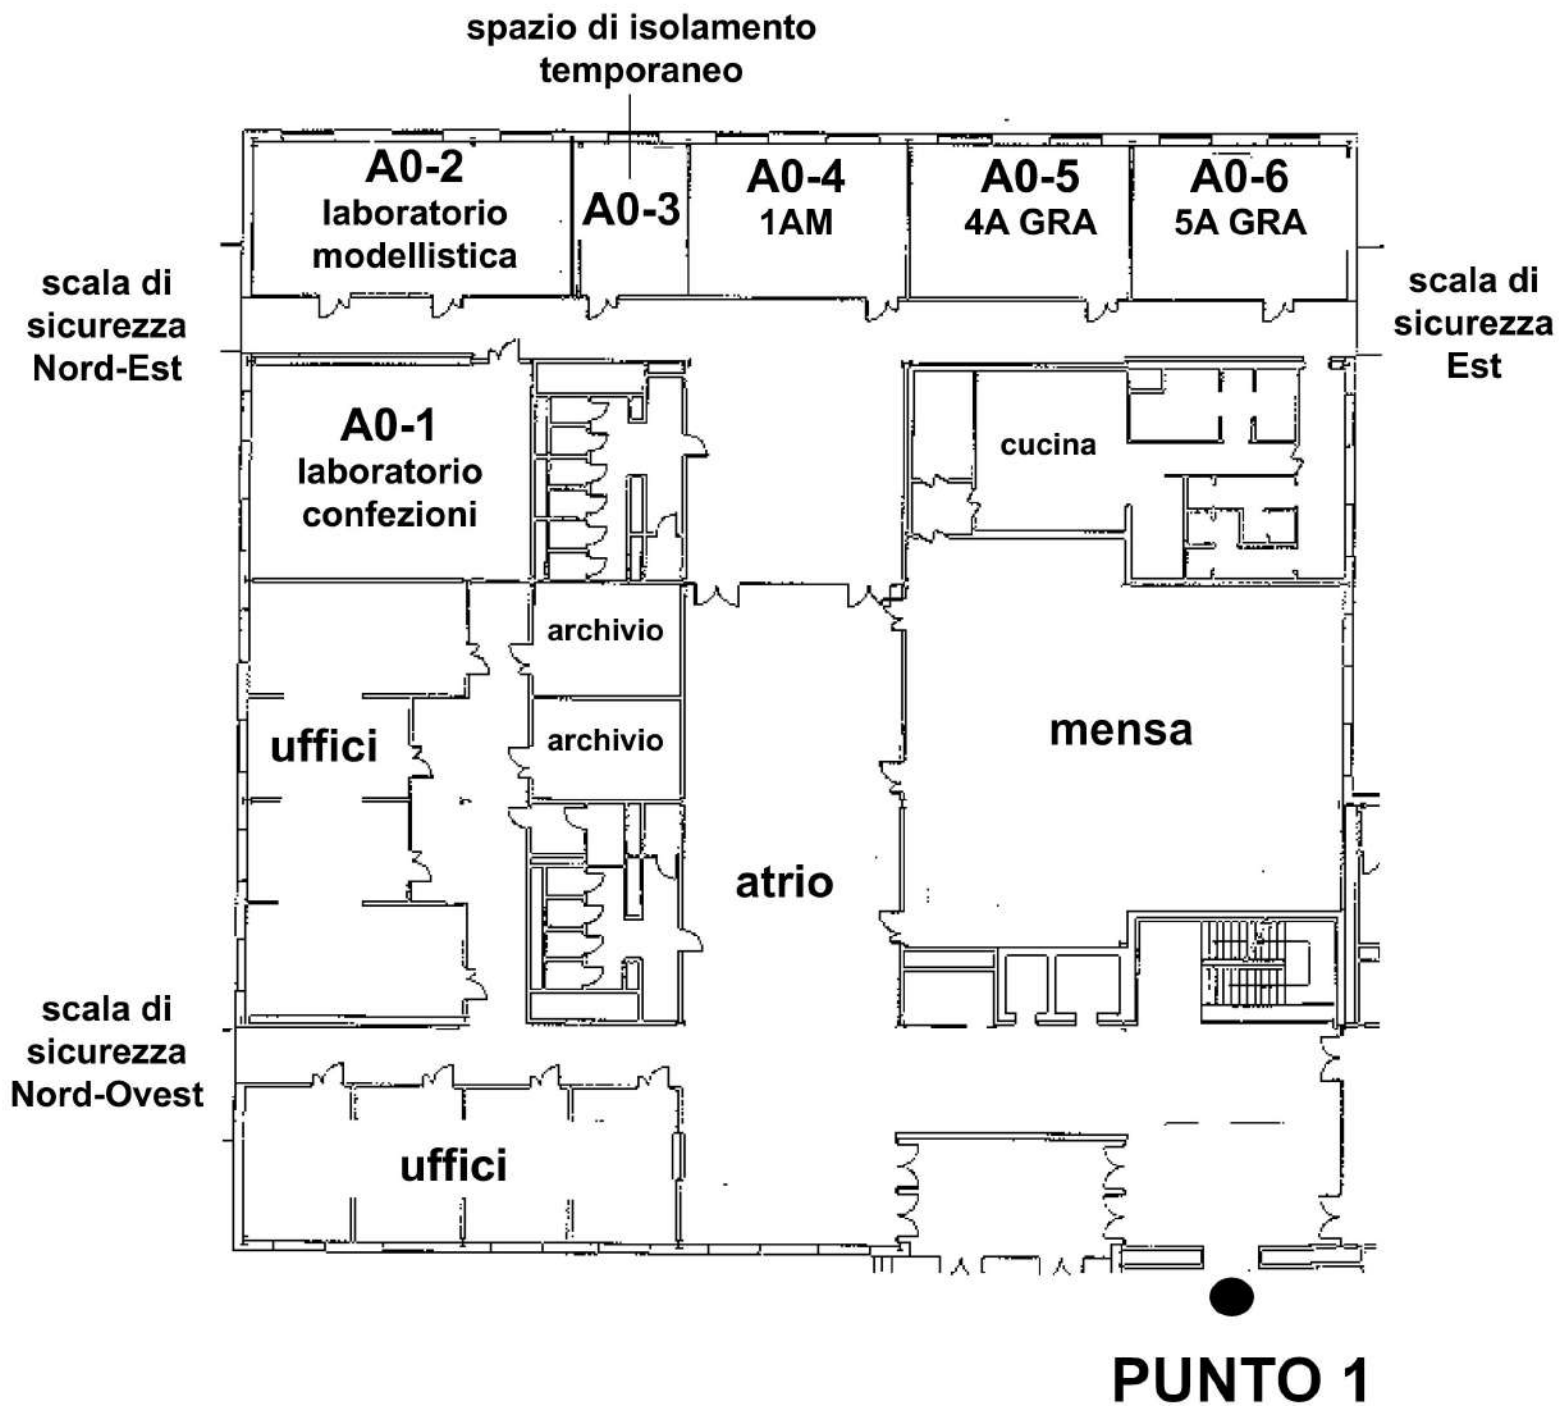 spazio di isolamento
temporaneo
A0-2
laboratorio
modellistica
A0-3
A0-4
1AM
A0-5
4A GRA
A0-6
5A GRA
scala di
sicurezza
Nord-Est
scala di
sicurezza
Est
A0-1
laboratorio
confezioni
cucina
archivio
archivio
uffici
mensa
atrio
scala di
sicurezza
Nord-Ovest
uffici
PUNTO 1